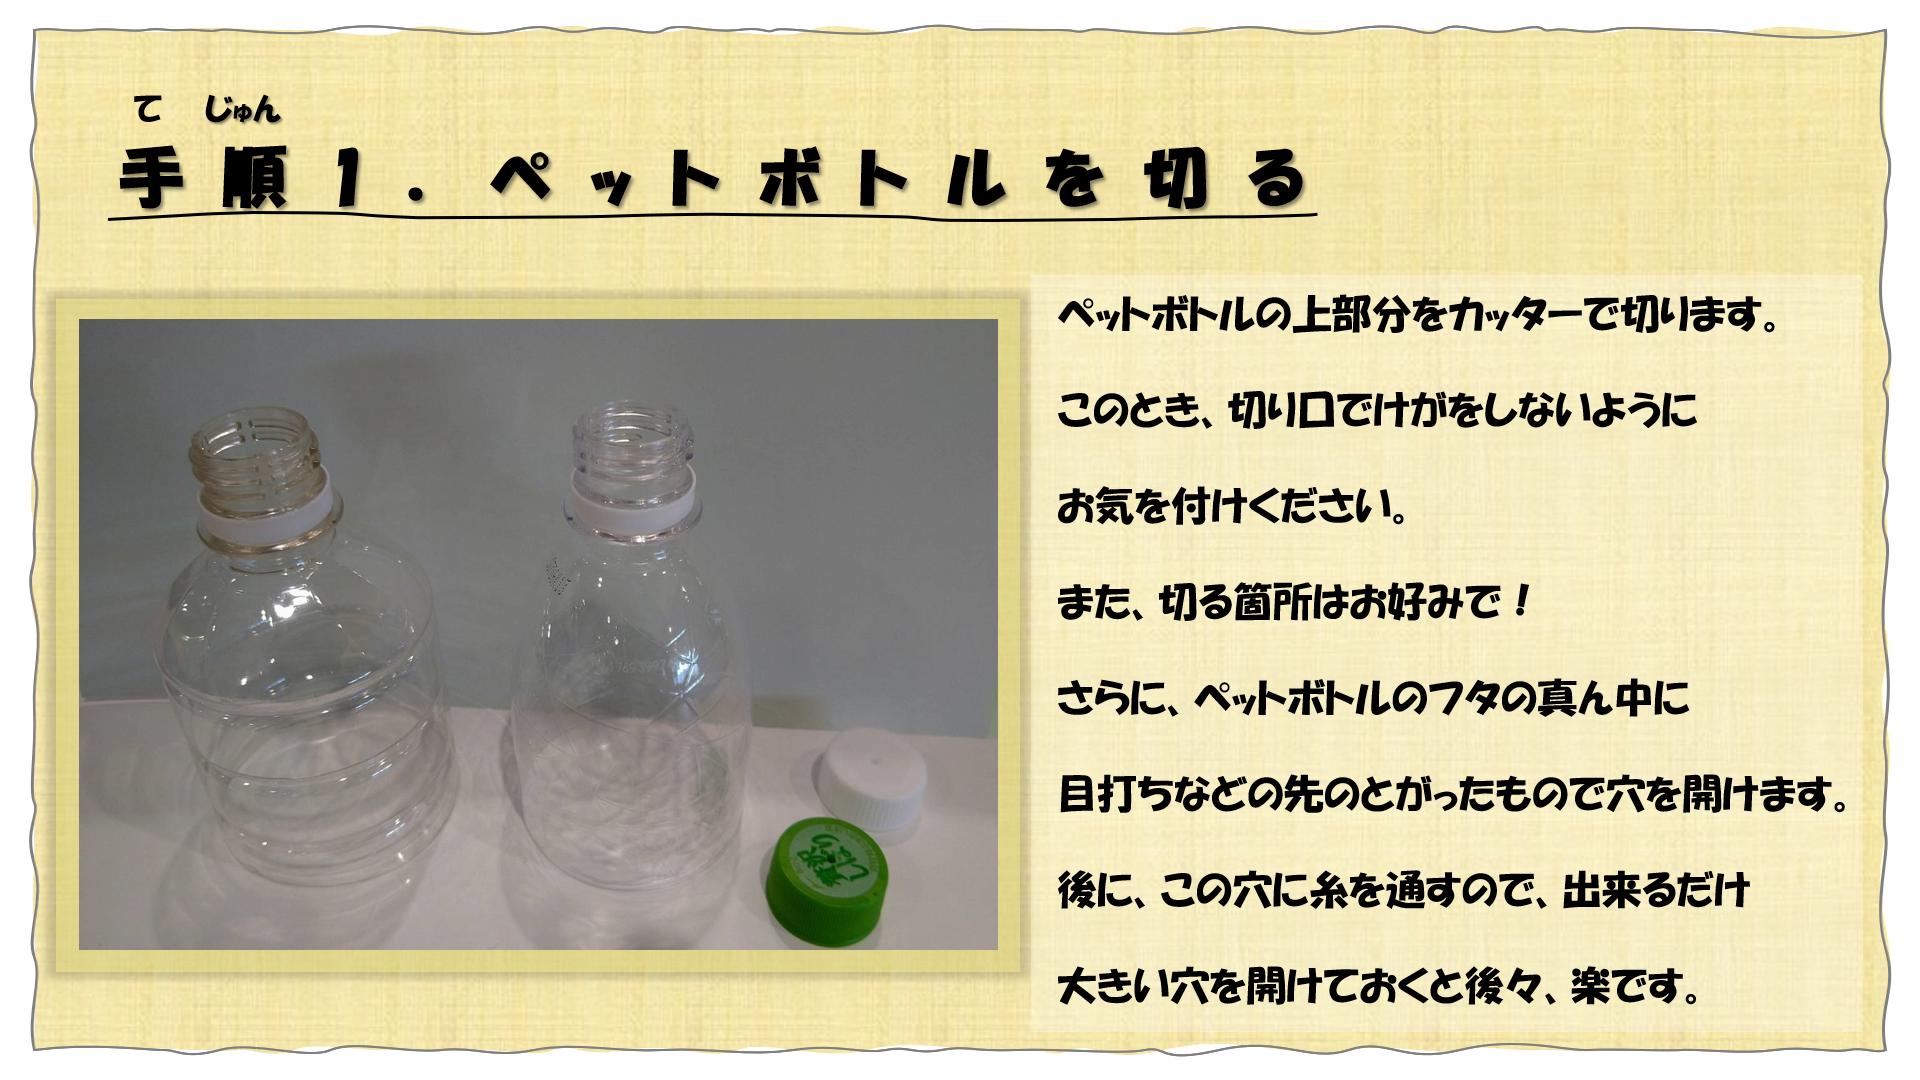 て じゅん
手順１．ペットボトルを切る
ペットボトルの上部分をカッターで切ります。
このとき、切り口でけがをしないように
お気を付けください。
また、切る箇所はお好みで！
さらに、ペットボトルのフタの真ん中に
目打ちなどの先のとがったもので穴を開けます。
後に、この穴に糸を通すので、出来るだけ
大きい穴を開けておくと後々、楽です。